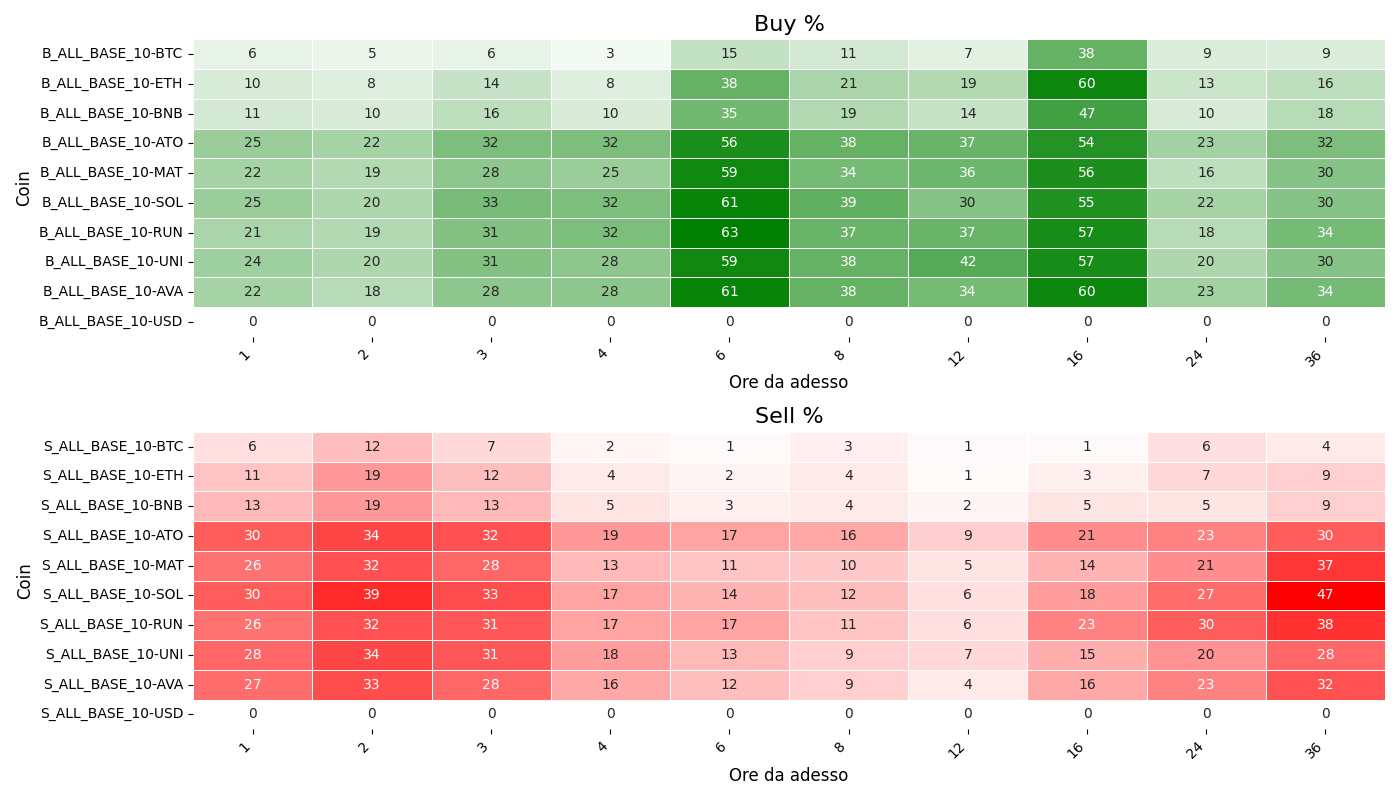 Buy %
Coin
B_ALL_BASE_10-BTC 6 5 6 3 15 11 7 38 9 9
B_ALL_BASE_10-ETH 10 8 14 8 38 21 19 60 13 16
B_ALL_BASE_10-BNB 11 10 16 10 35 19 14 47 10 18
B_ALL_BASE_10-ATO 25 22 32 32 56 38 37 54 23 32
B_ALL_BASE_10-MAT 22 19 28 25 59 34 36 56 16 30
B_ALL_BASE_10-SOL 25 20 33 32 61 39 30 55 22 30
B_ALL_BASE_10-RUN 21 19 31 32 63 37 37 57 18 34
B_ALL_BASE_10-UNI 24 20 31 28 59 38 42 57 20 30
B_ALL_BASE_10-AVA 22 18 28 28 61 38 34 60 23 34
B_ALL_BASE_10-USD 0 0 0 0 0 0 0 0 0 0
1 2 3 4 6 8 12 16 24 36
Ore da adesso
Sell %
Coin
S_ALL_BASE_10-BTC 6 12 7 2 1 3 1 1 6 4
S_ALL_BASE_10-ETH 11 19 12 4 2 4 1 3 7 9
S_ALL_BASE_10-BNB 13 19 13 5 3 4 2 5 5 9
S_ALL_BASE_10-ATO 30 34 32 19 17 16 9 21 23 30
S_ALL_BASE_10-MAT 26 32 28 13 11 10 5 14 21 37
S_ALL_BASE_10-SOL 30 39 33 17 14 12 6 18 27 47
S_ALL_BASE_10-RUN 26 32 31 17 17 11 6 23 30 38
S_ALL_BASE_10-UNI 28 34 31 18 13 9 7 15 20 28
S_ALL_BASE_10-AVA 27 33 28 16 12 9 4 16 23 32
S_ALL_BASE_10-USD 0 0 0 0 0 0 0 0 0 0
1 2 3 4 6 8 12 16 24 36
Ore da adesso